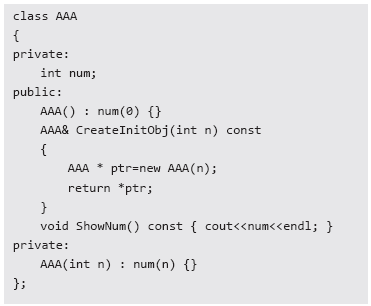 class AAA
{
private:
    int num;
public:
    AAA() : num(0) {}
    AAA& CreateInitObj(int n) const
    {
        AAA * ptr=new AAA(n);
        return *ptr;
    }
    void ShowNum() const { cout<<num<<endl; }
private:
    AAA(int n) : num(n) {}
};